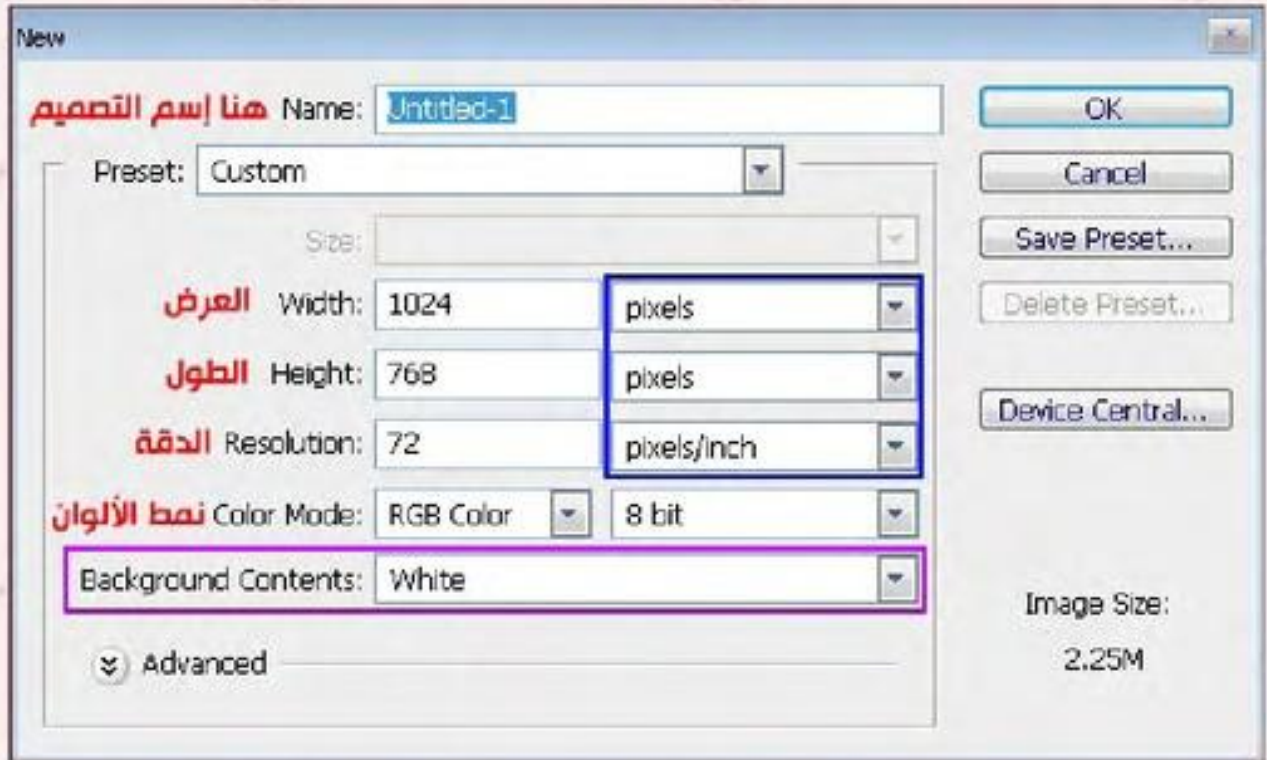 New
هنا إسم التصميم Name: Untitled-1
OK
Preset: Custom
Cancel
Size:
Save Preset...
العرض Width: 1024 pixels
Delete Preset...
الطول Height: 768 pixels
Device Central...
الدقة Resolution: 72 pixels/inch
نمط الألوان Color Mode: RGB Color 8 bit
Background Contents: White
Image Size:
Advanced
2.25M